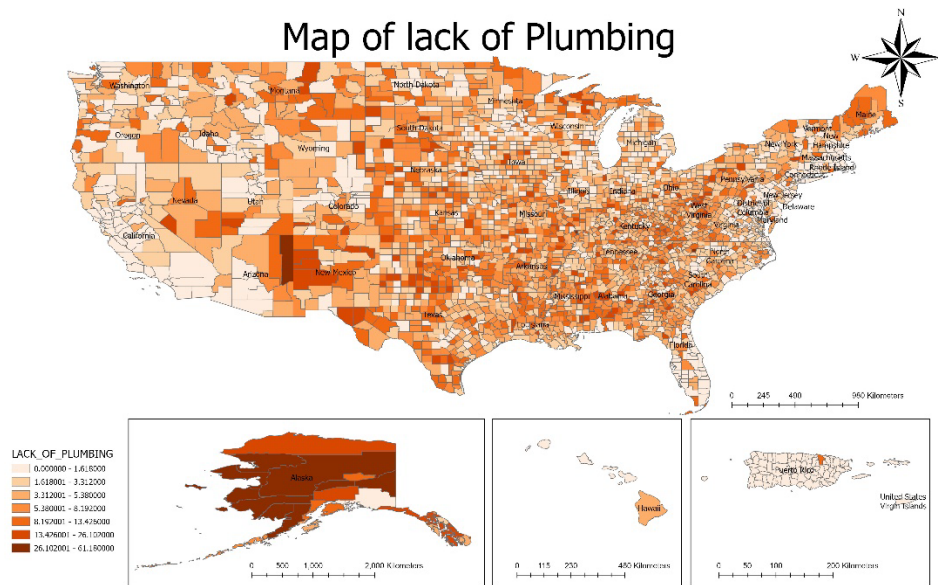 Map of lack of Plumbing
N
W
E
S
Washington
Montana
North Dakota
Minnesota
Maine
Oregon
Idaho
South Dakota
Wisconsin
Michigan
Vermont
New Hampshire
New York
Massachusetts
Rhode Island
Connecticut
Wyoming
Nebraska
Iowa
Pennsylvania
Nevada
Utah
Colorado
Illinois
Indiana
Ohio
New Jersey
West Virginia
District of Columbia
Delaware
Maryland
Kansas
Missouri
Kentucky
Virginia
California
Arizona
New Mexico
Oklahoma
Arkansas
Tennessee
North Carolina
South Carolina
Mississippi
Alabama
Georgia
Texas
Louisiana
Florida
0 245 490 980 Kilometers
LACK_OF_PLUMBING
0.000000 - 1.618000
1.618001 - 3.312000
3.312001 - 5.380000
5.380001 - 8.192000
8.192001 - 13.426000
13.426001 - 26.102000
26.102001 - 61.180000
Alaska
0 500 1,000 2,000 Kilometers
Hawaii
0 115 230 460 Kilometers
Puerto Rico
United States
Virgin Islands
0 50 100 200 Kilometers